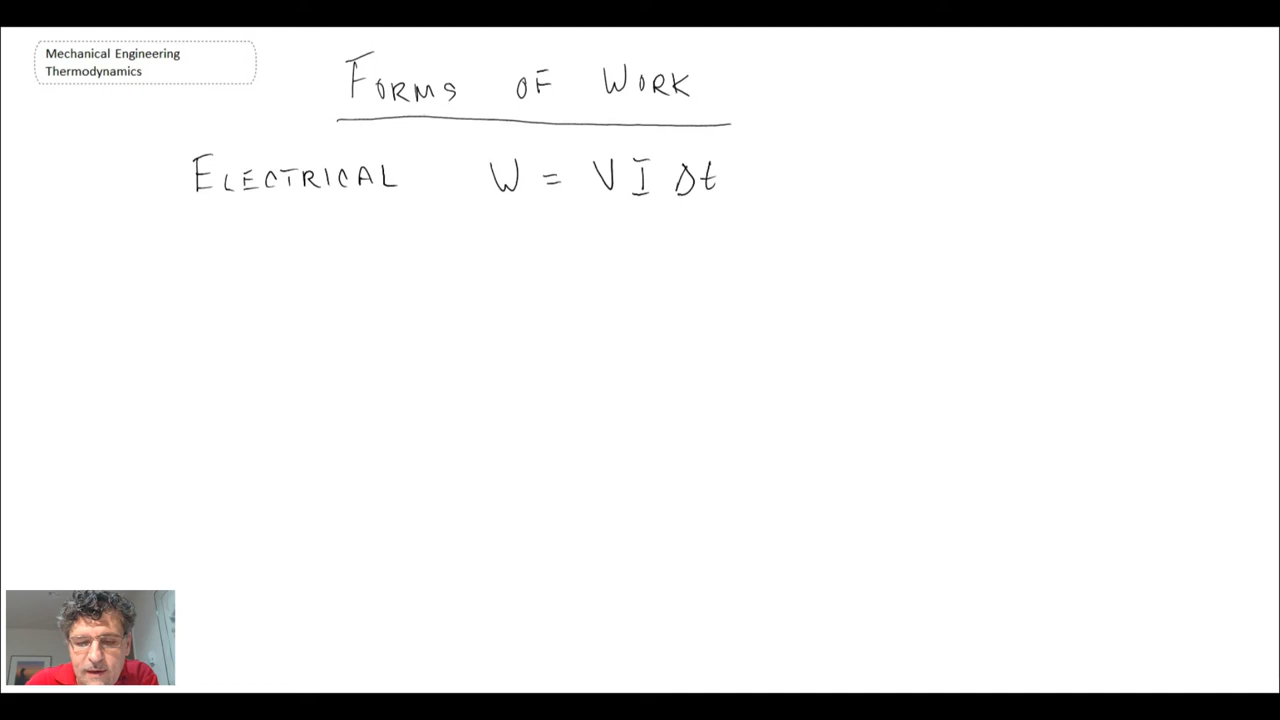 Mechanical Engineering
Thermodynamics
FORMS OF WORK
ELECTRICAL W = V I Δt